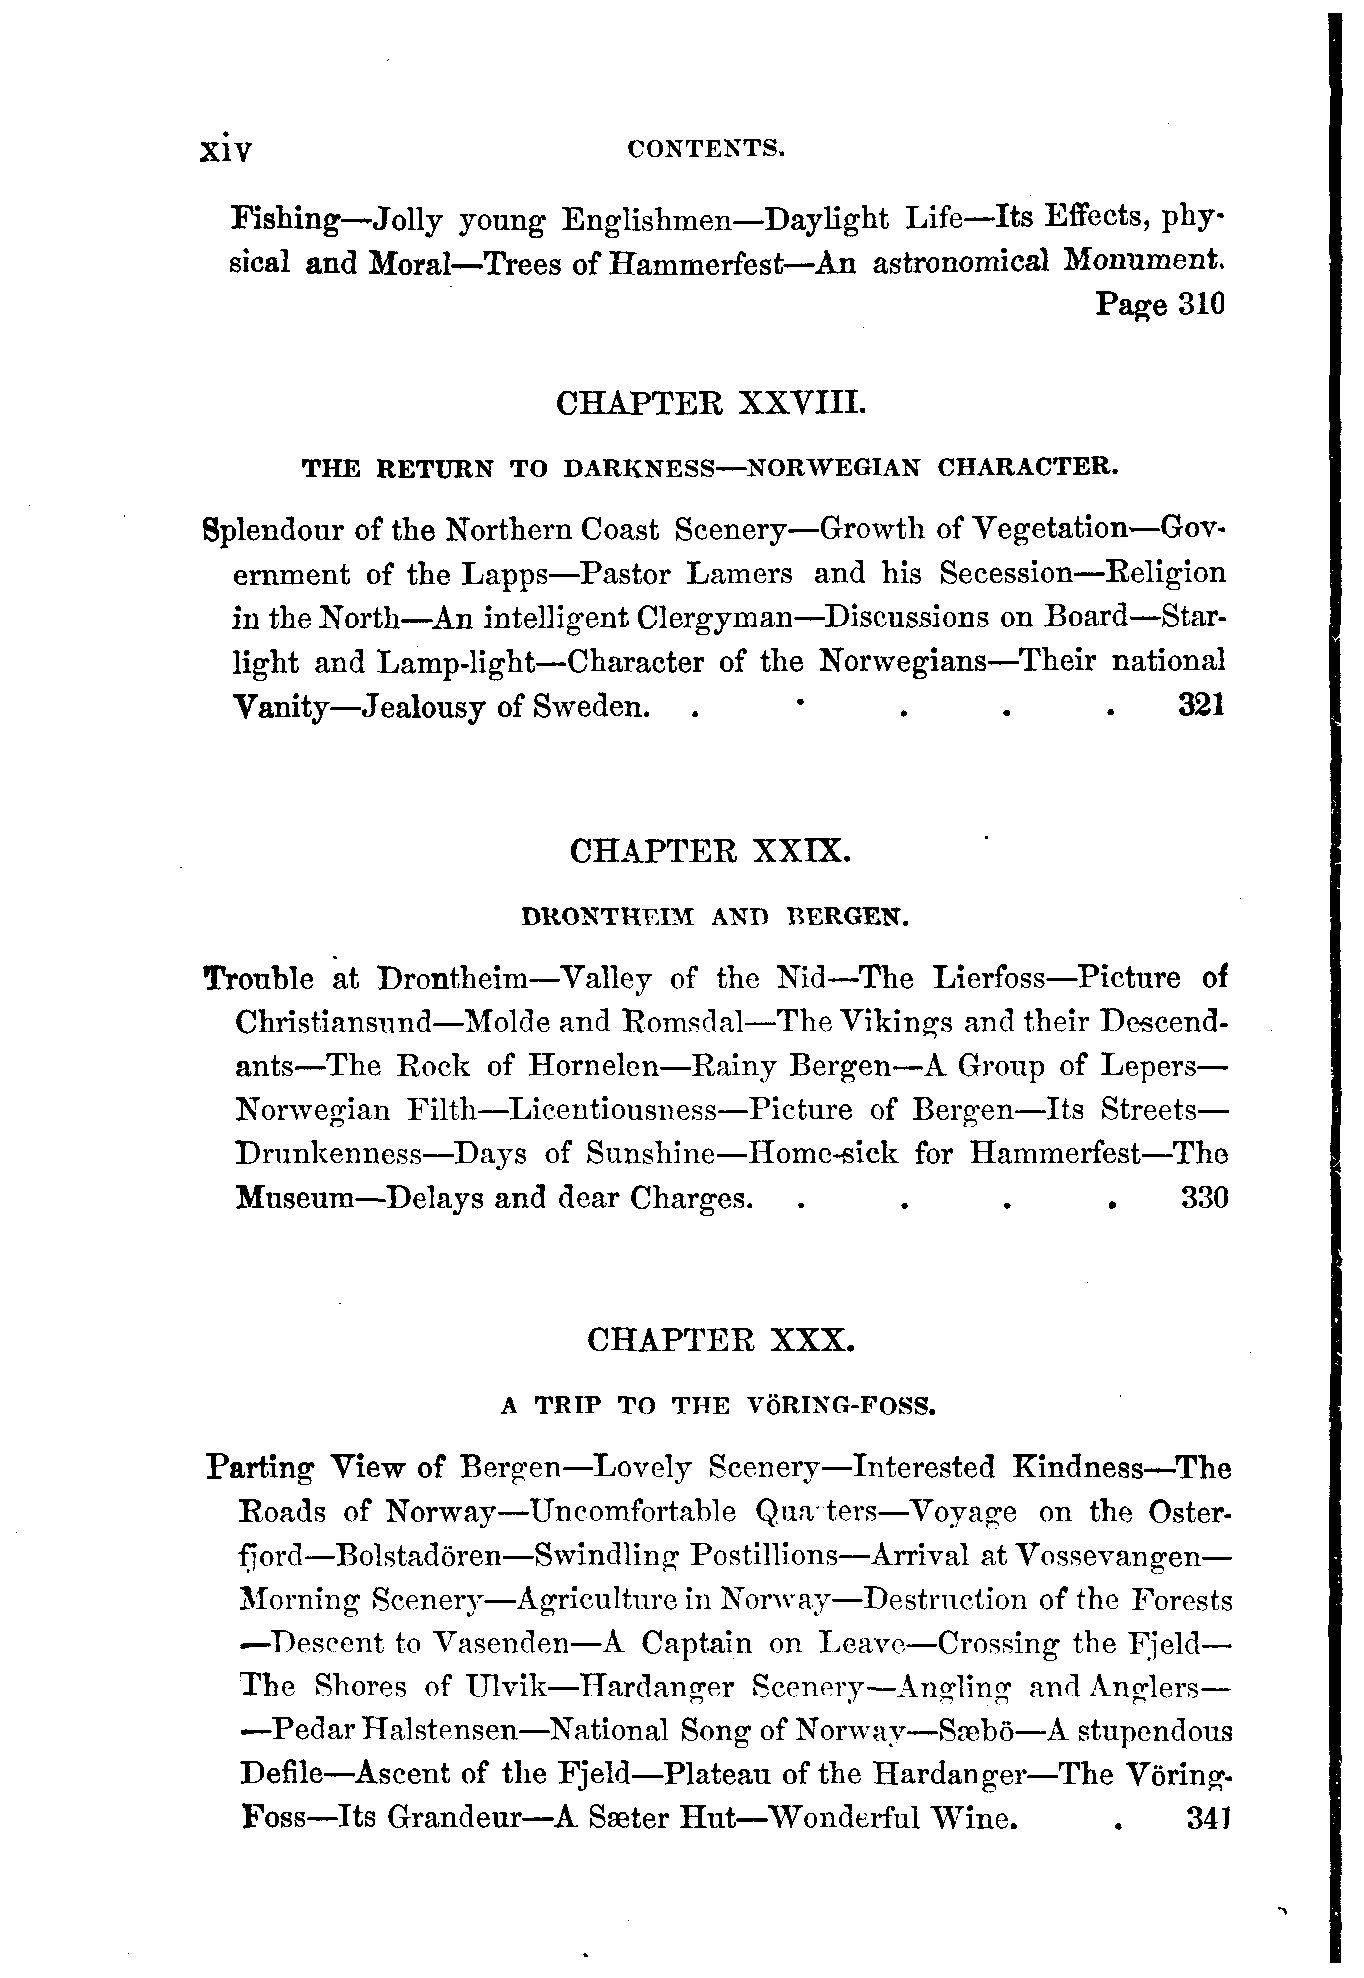 xiv CONTENTS.
Fishing—Jolly young Englishmen—Daylight Life—Its Effects, phy-
sical and Moral—Trees of Hammerfest—An astronomical Monument.
Page 310
CHAPTER XXVIII.
THE RETURN TO DARKNESS—NORWEGIAN CHARACTER.
Splendour of the Northern Coast Scenery—Growth of Vegetation—Gov-
ernment of the Lapps—Pastor Lamers and his Secession—Religion
in the North—An intelligent Clergyman—Discussions on Board—Star-
light and Lamp-light—Character of the Norwegians—Their national
Vanity—Jealousy of Sweden. . . . . . 321
CHAPTER XXIX.
DRONTHEIM AND BERGEN.
Trouble at Drontheim—Valley of the Nid—The Lierfoss—Picture of
Christiansund—Molde and Romsdal—The Vikings and their Descend-
ants—The Rock of Hornelen—Rainy Bergen—A Group of Lepers—
Norwegian Filth—Licentiousness—Picture of Bergen—Its Streets—
Drunkenness—Days of Sunshine—Home-sick for Hammerfest—The
Museum—Delays and dear Charges. . . . . 330
CHAPTER XXX.
A TRIP TO THE VÖRING-FOSS.
Parting View of Bergen—Lovely Scenery—Interested Kindness—The
Roads of Norway—Uncomfortable Quarters—Voyage on the Oster-
fjord—Bolstadören—Swindling Postillions—Arrival at Vossevangen—
Morning Scenery—Agriculture in Norway—Destruction of the Forests
—Descent to Vasenden—A Captain on Leave—Crossing the Fjeld—
The Shores of Ulvik—Hardanger Scenery—Angling and Anglers—
—Pedar Halstensen—National Song of Norway—Sæbö—A stupendous
Defile—Ascent of the Fjeld—Plateau of the Hardanger—The Vöring-
Foss—Its Grandeur—A Sæter Hut—Wonderful Wine. . 341